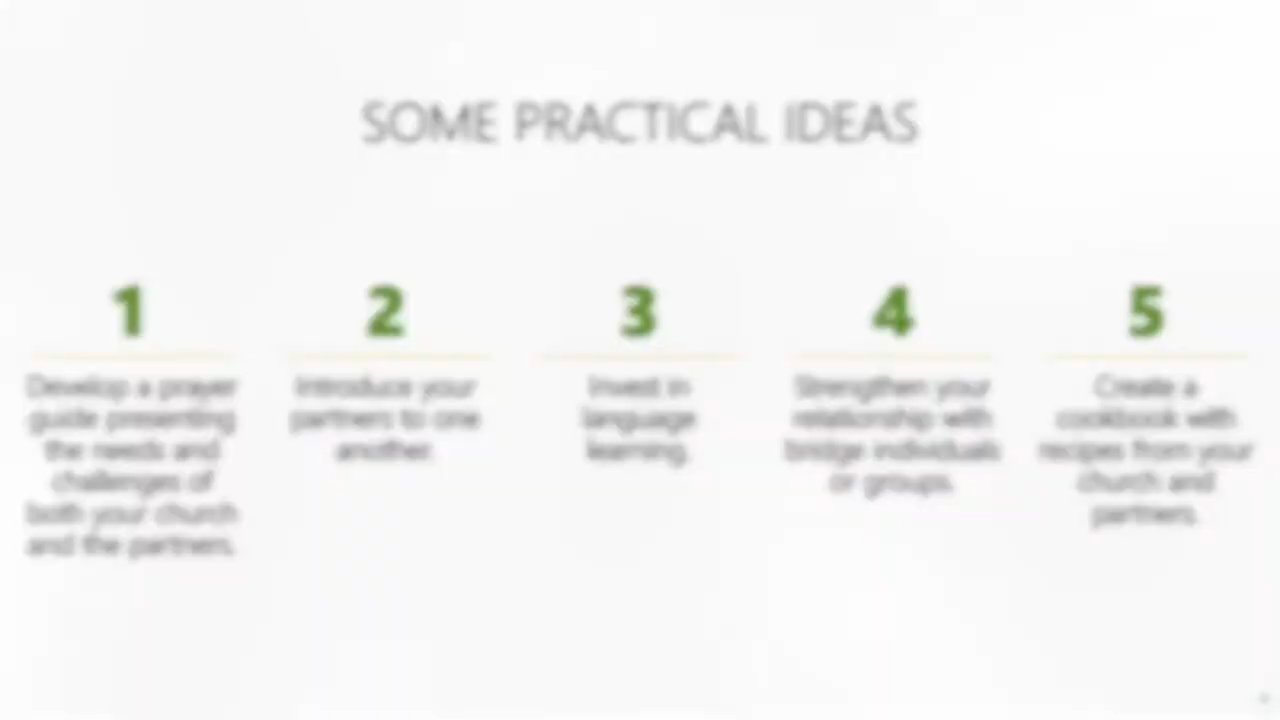 SOME PRACTICAL IDEAS
1
Develop a prayer
guide presenting
the needs and
challenges of
both your church
and the partners.
2
Introduce your
partners to one
another.
3
Invest in
language
learning.
4
Strengthen your
relationship with
bridge individuals
or groups.
5
Create a
cookbook with
recipes from your
church and
partners.